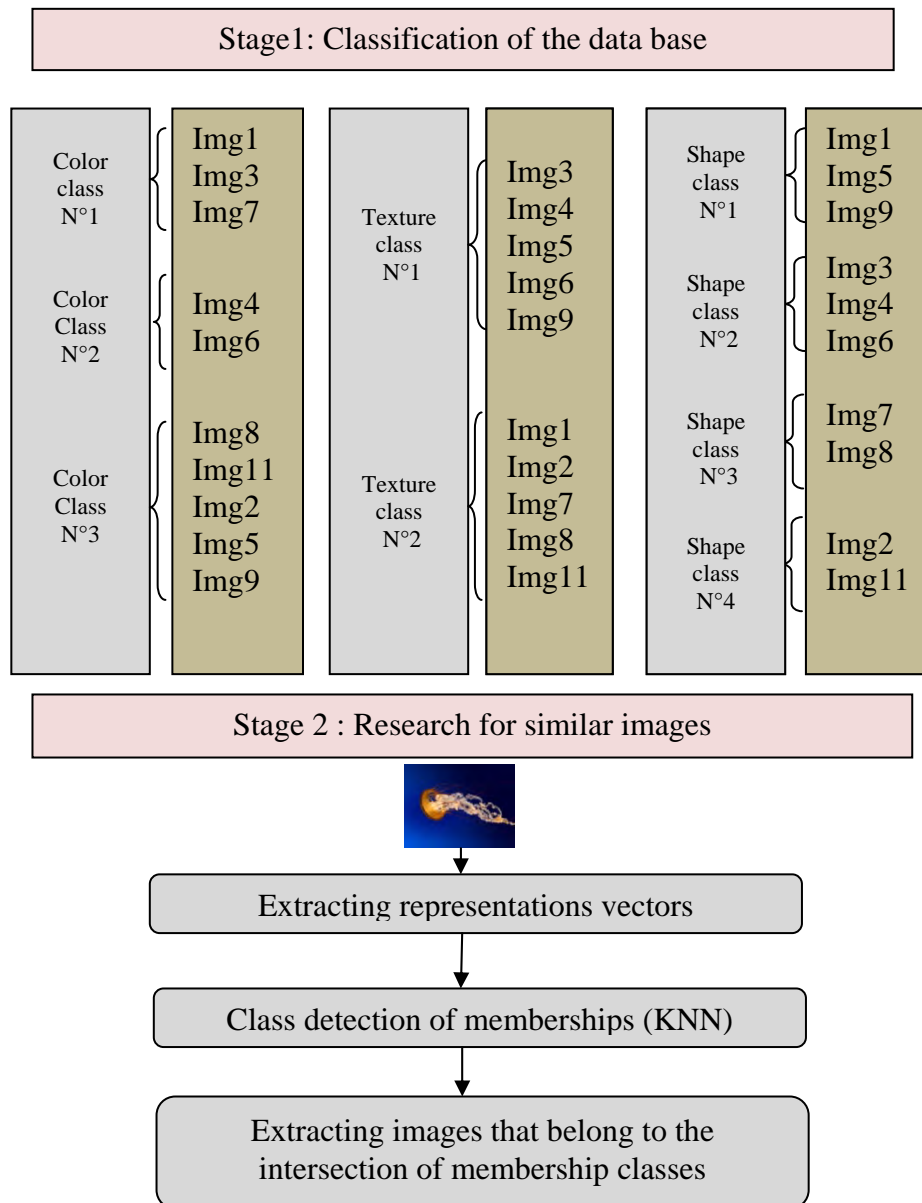 Stage1: Classification of the data base
Color
class
N°1
Img1
Img3
Img7
Color
Class
N°2
Img4
Img6
Color
Class
N°3
Img8
Img11
Img2
Img5
Img9
Texture
class
N°1
Img3
Img4
Img5
Img6
Img9
Texture
class
N°2
Img1
Img2
Img7
Img8
Img11
Shape
class
N°1
Img1
Img5
Img9
Shape
class
N°2
Img3
Img4
Img6
Shape
class
N°3
Img7
Img8
Shape
class
N°4
Img2
Img11
Stage 2 : Research for similar images
Extracting representations vectors
Class detection of memberships (KNN)
Extracting images that belong to the
intersection of membership classes